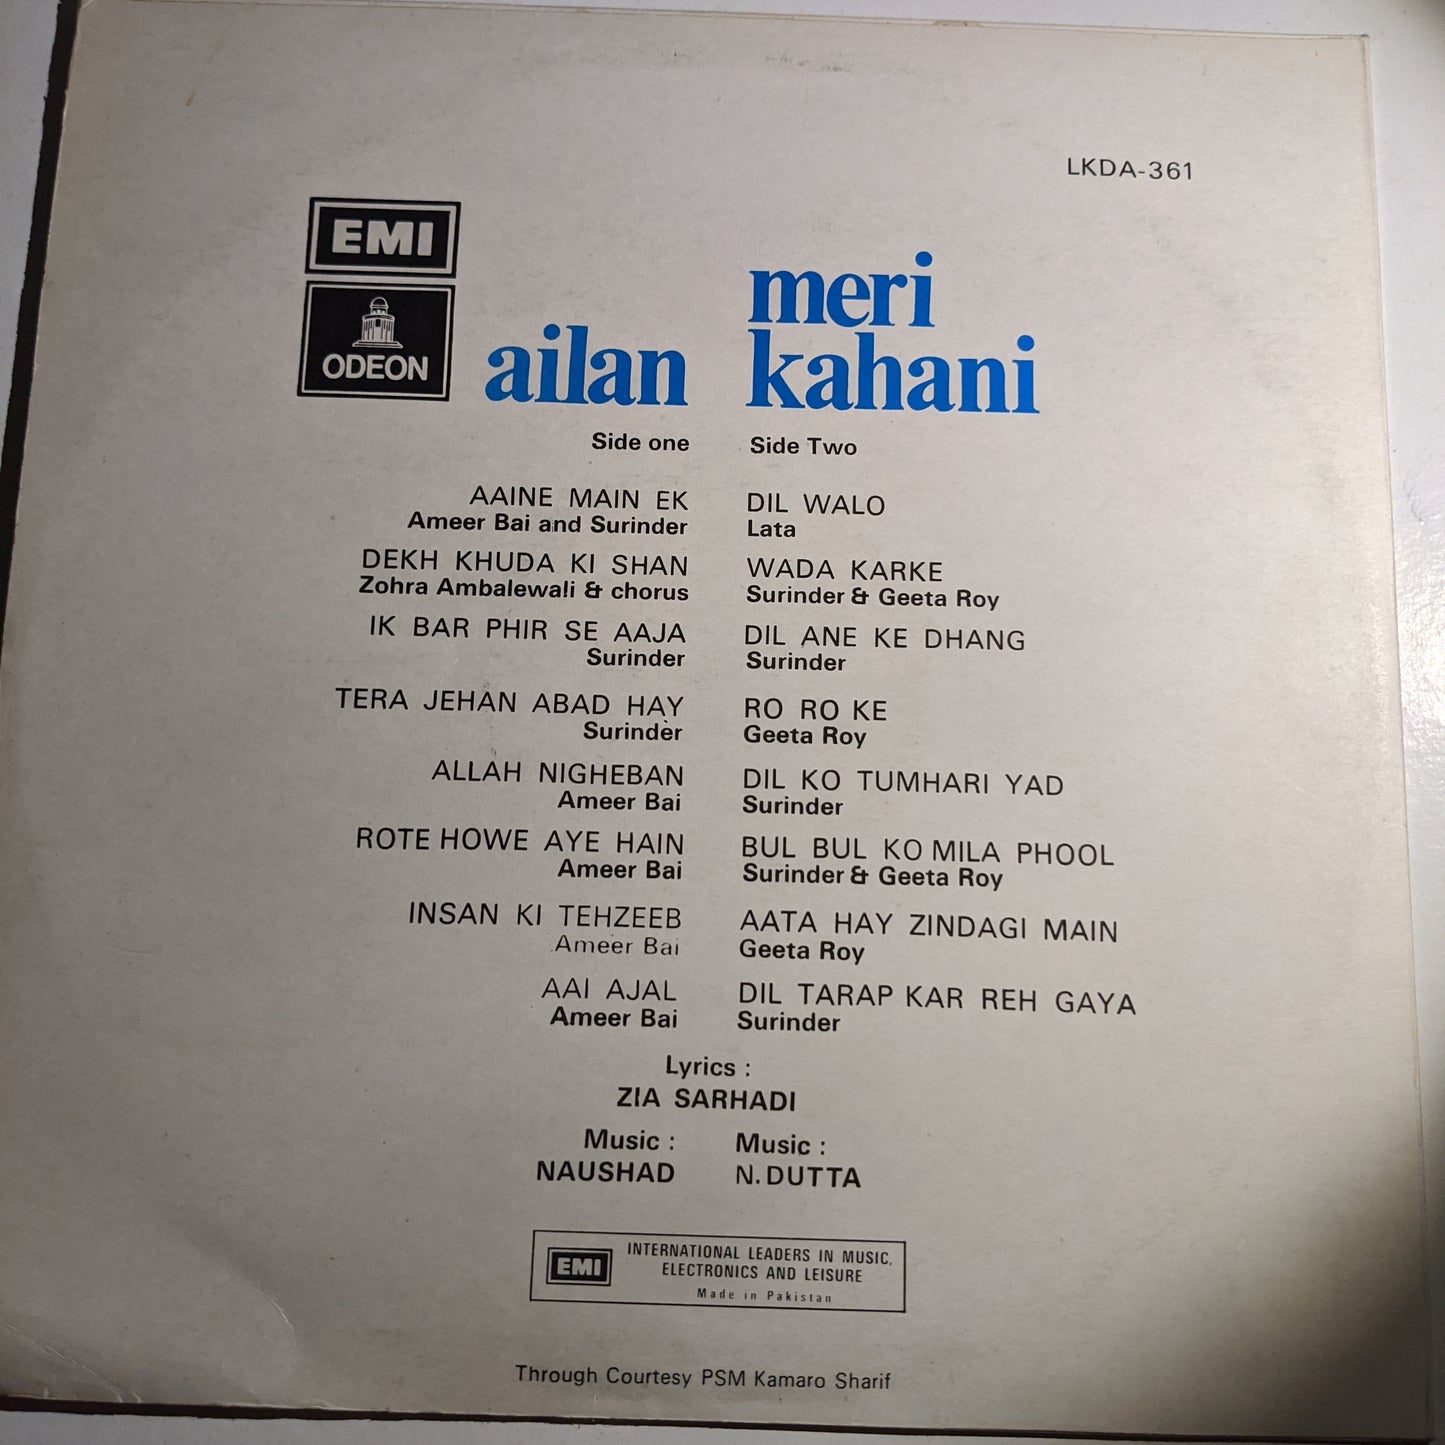 LKDA-361
EMI
ODEON
ailan
Side one
AAINE MAIN EK
Ameer Bai and Surinder
DEKH KHUDA KI SHAN
Zohra Ambalewali & chorus
IK BAR PHIR SE AAJA
Surinder
TERA JEHAN ABAD HAY
Surinder
ALLAH NIGHEBAN
Ameer Bai
ROTE HOWE AYE HAIN
Ameer Bai
INSAN KI TEHZEEB
Ameer Bai
AAI AJAL
Ameer Bai
meri
kahani
Side Two
DIL WALO
Lata
WADA KARKE
Surinder & Geeta Roy
DIL ANE KE DHANG
Surinder
RO RO KE
Geeta Roy
DIL KO TUMHARI YAD
Surinder
BUL BUL KO MILA PHOOL
Surinder & Geeta Roy
AATA HAY ZINDAGI MAIN
Geeta Roy
DIL TARAP KAR REH GAYA
Surinder
Lyrics :
ZIA SARHADI
Music :
NAUSHAD
Music :
N. DUTTA
EMI
INTERNATIONAL LEADERS IN MUSIC.
ELECTRONICS AND LEISURE
Made in Pakistan
Through Courtesy PSM Kamaro Sharif